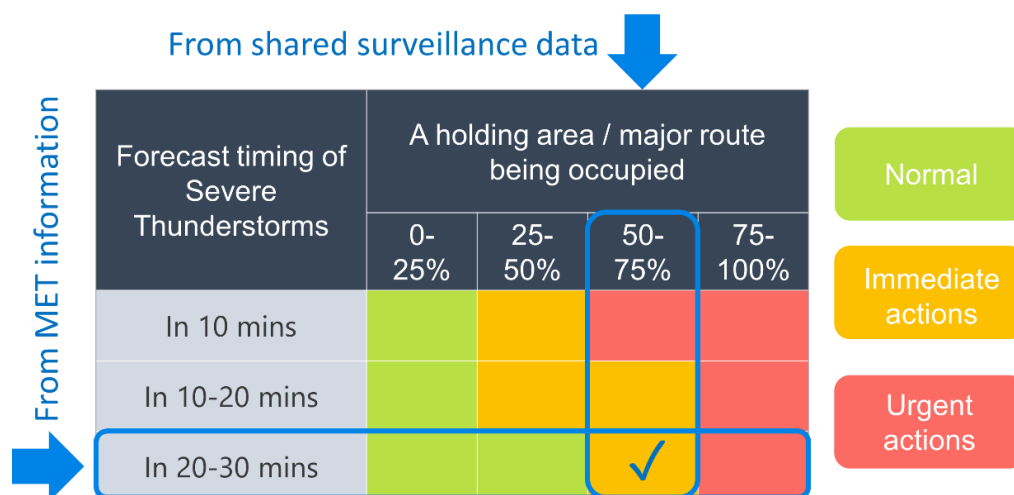 From shared surveillance data
From MET information
Forecast timing of
Severe
Thunderstorms
A holding area / major route
being occupied
0-
25%
25-
50%
50-
75%
75-
100%
In 10 mins
In 10-20 mins
In 20-30 mins
✓
Normal
Immediate
actions
Urgent
actions